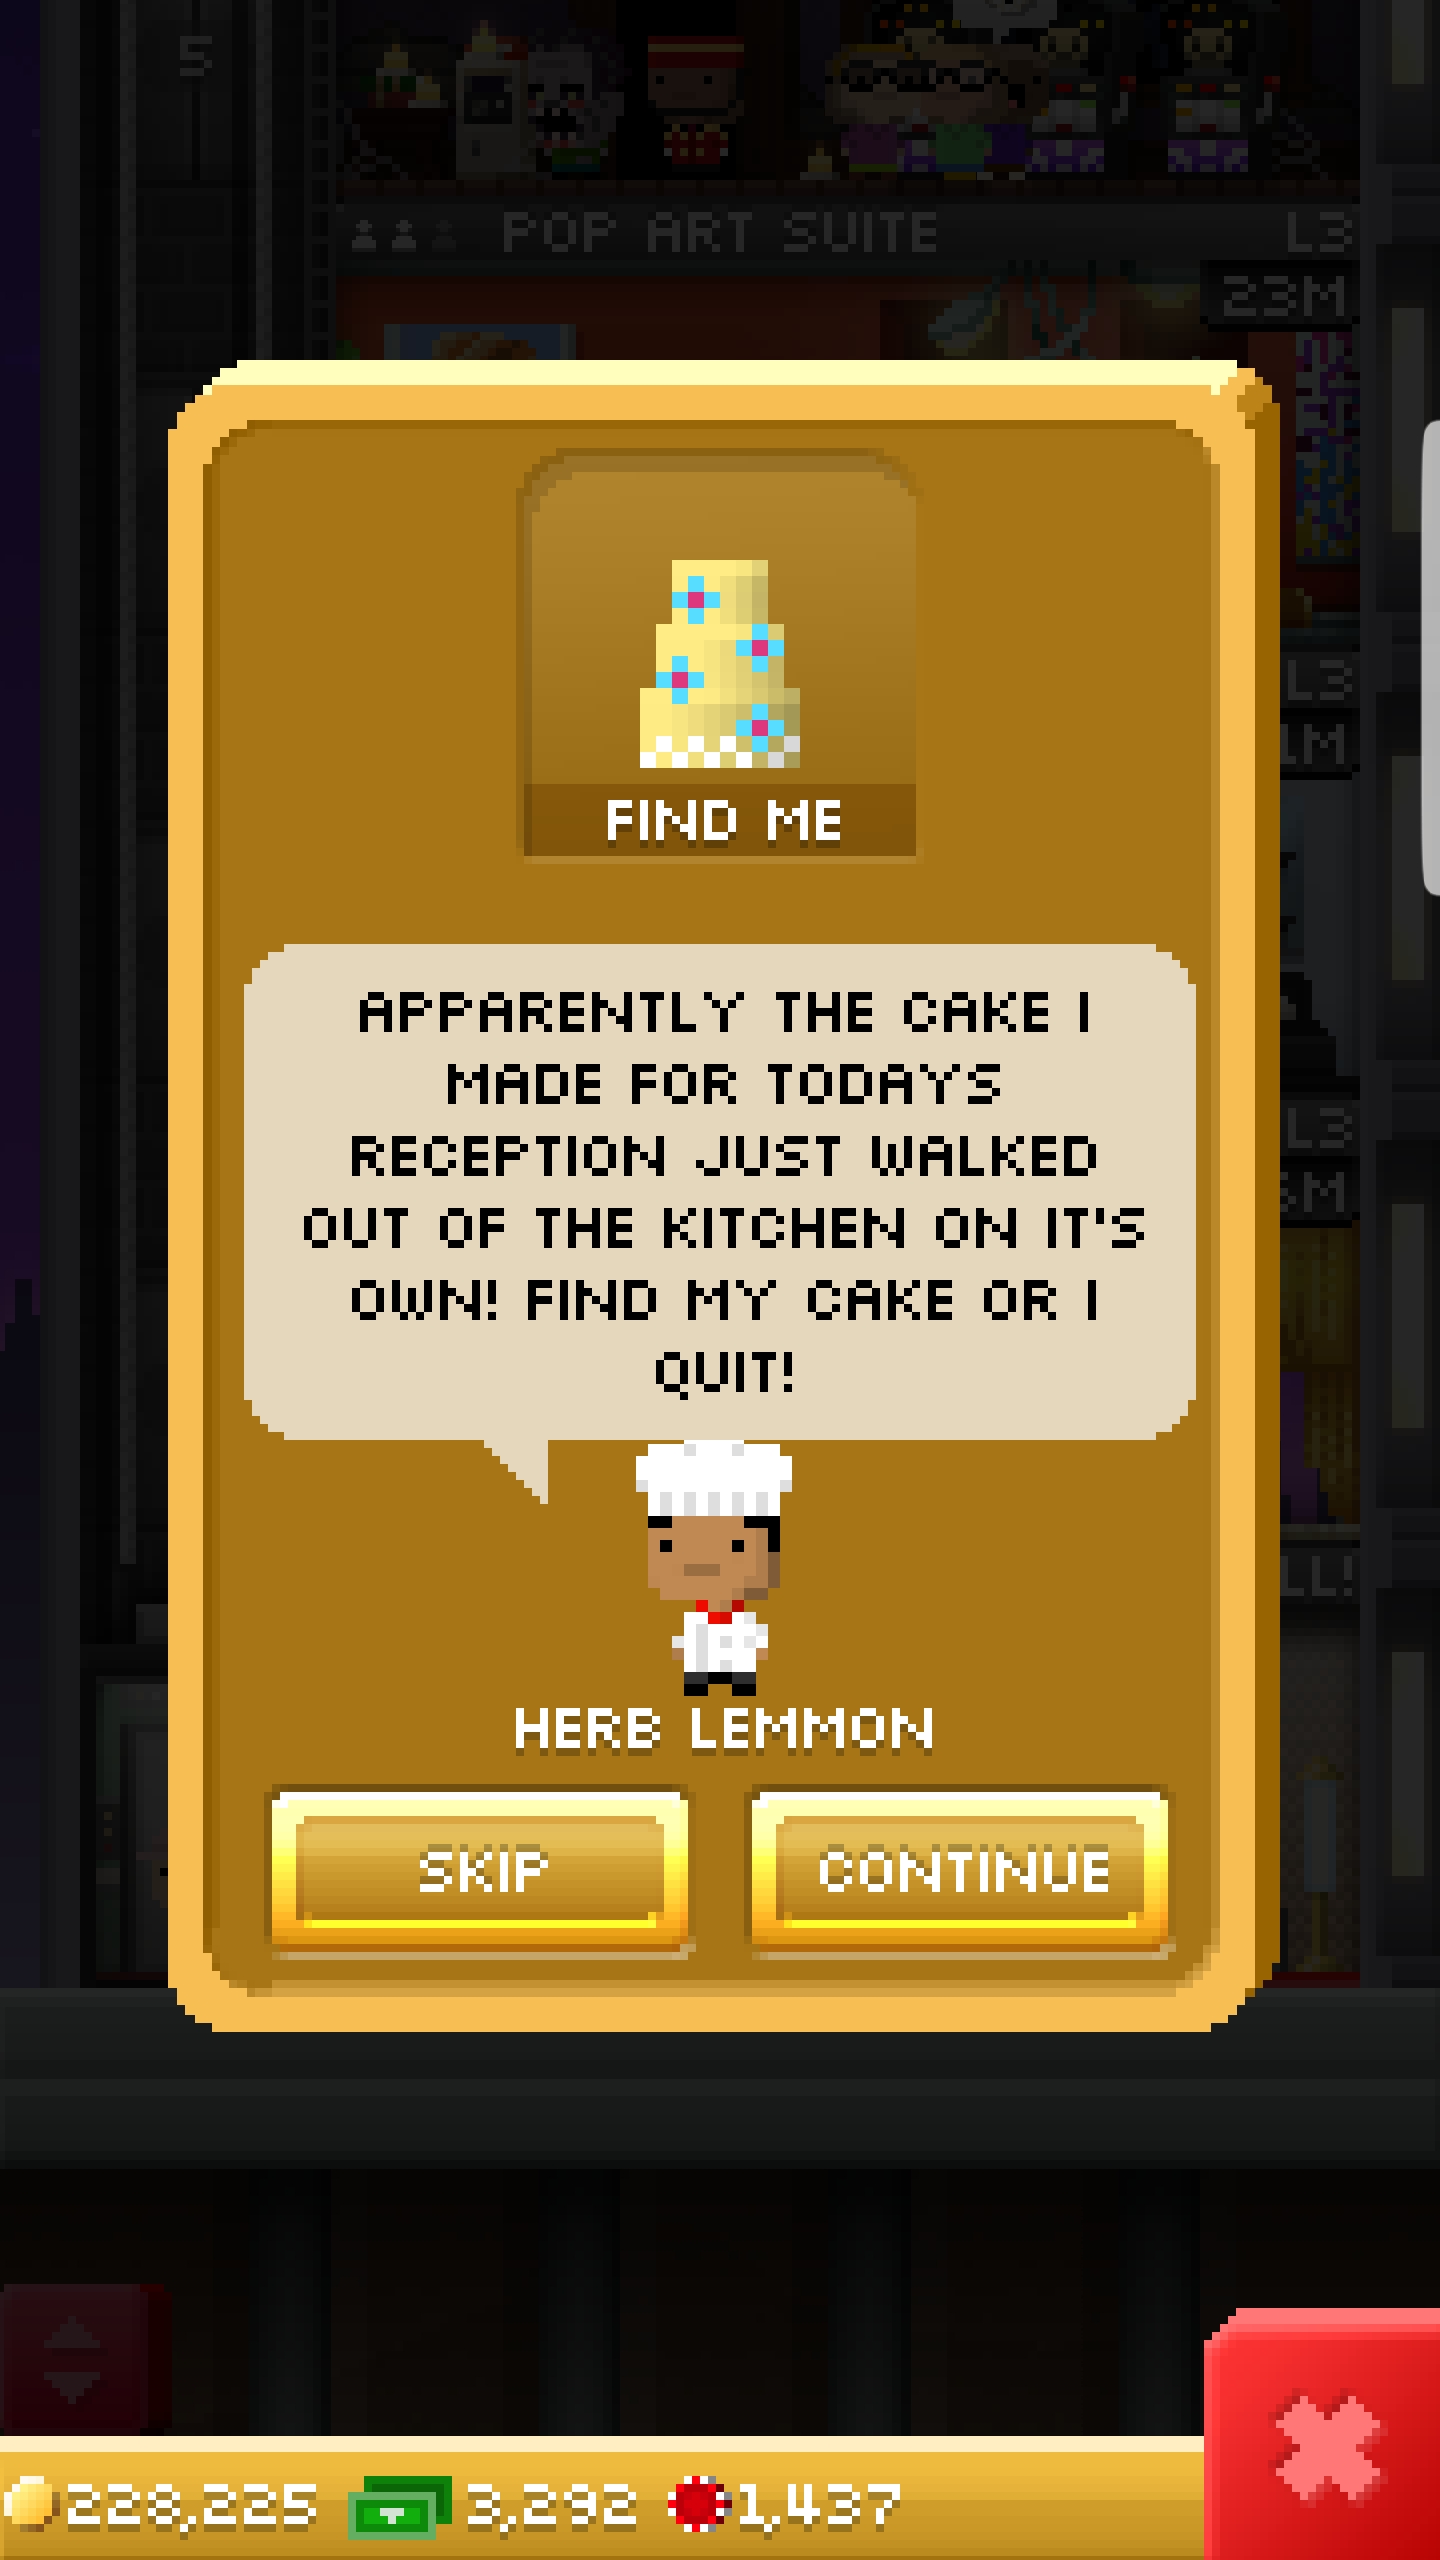 5
POP ART SUITE L3
23M
FIND ME
L3
1M
APPARENTLY THE CAKE I
MADE FOR TODAYS
RECEPTION JUST WALKED
OUT OF THE KITCHEN ON IT'S
OWN! FIND MY CAKE OR I
QUIT!
L3
HERB LEMMON
SKIP
CONTINUE
228,225 3,292 1,437